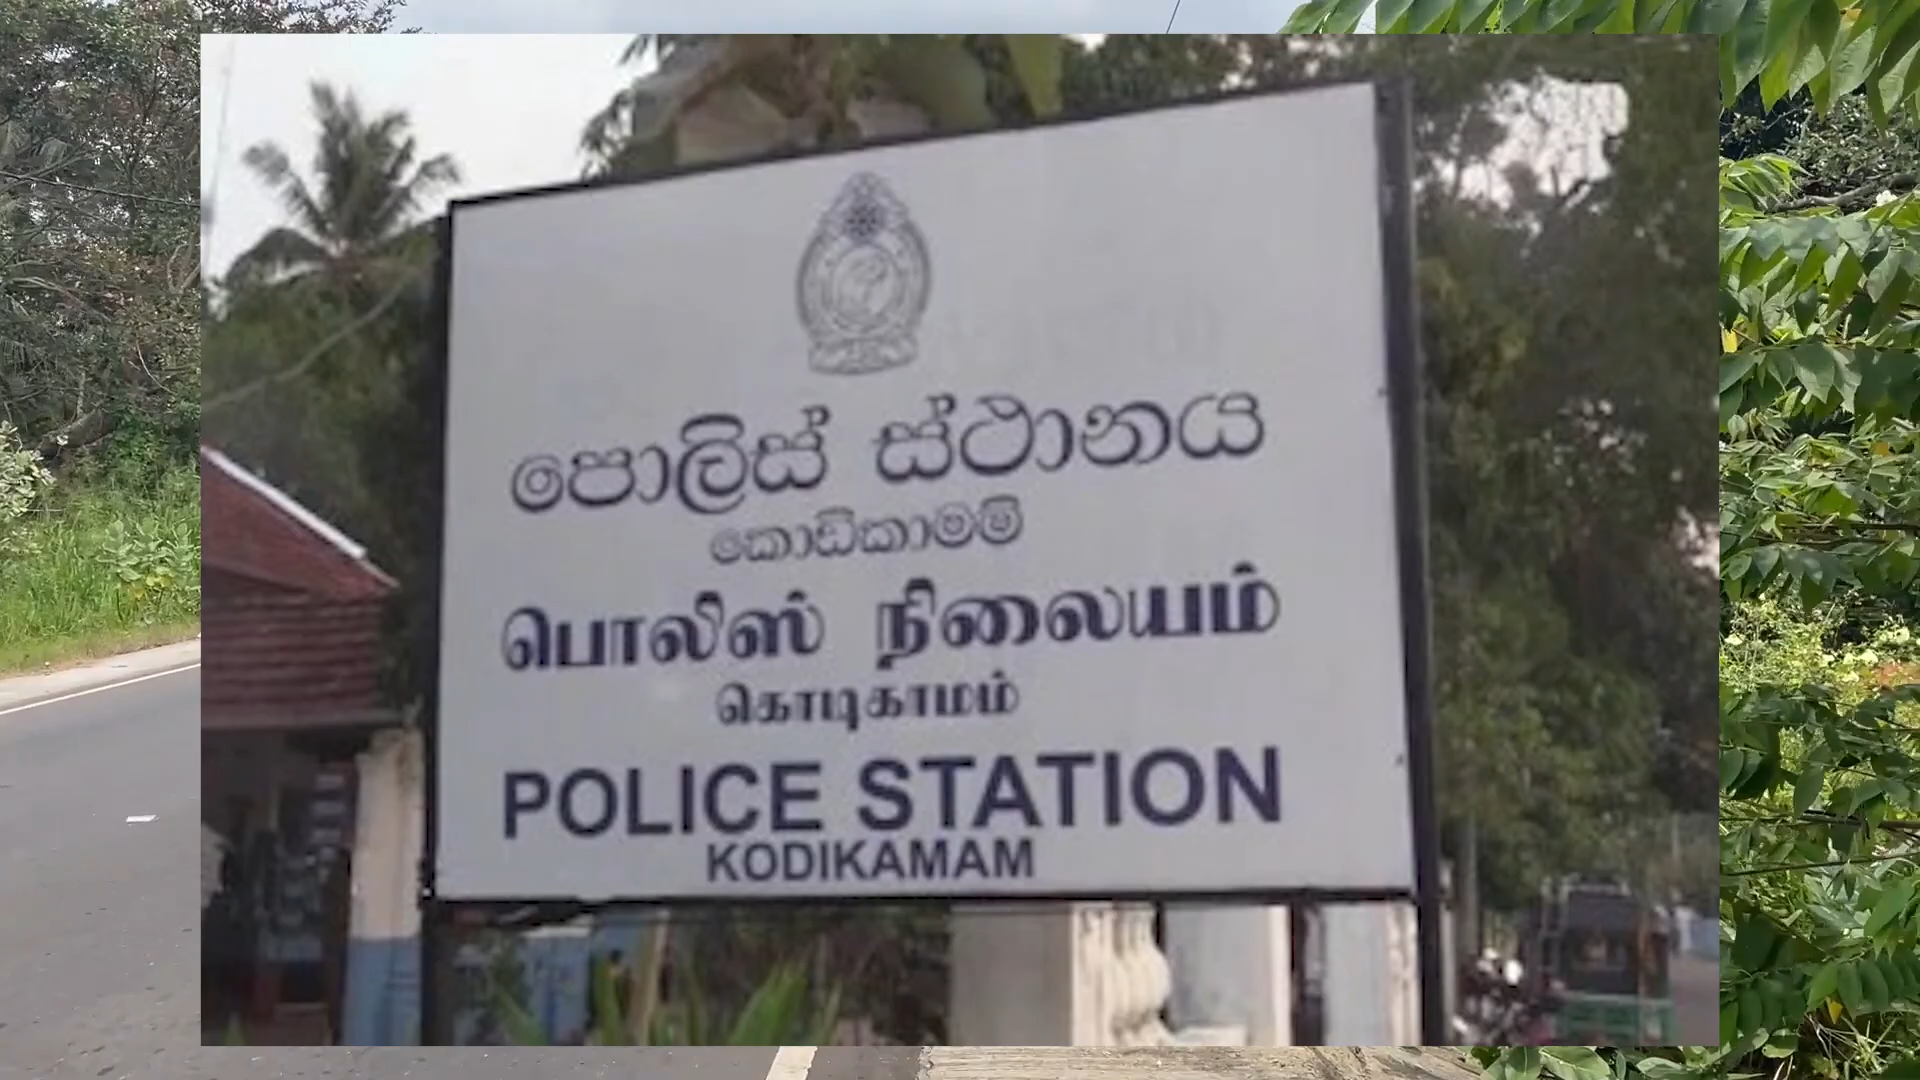 පොලිස් ස්ථානය
කොඩිකාමම්
பொலிஸ் நிலையம்
கொடிகாமம்
POLICE STATION
KODIKAMAM